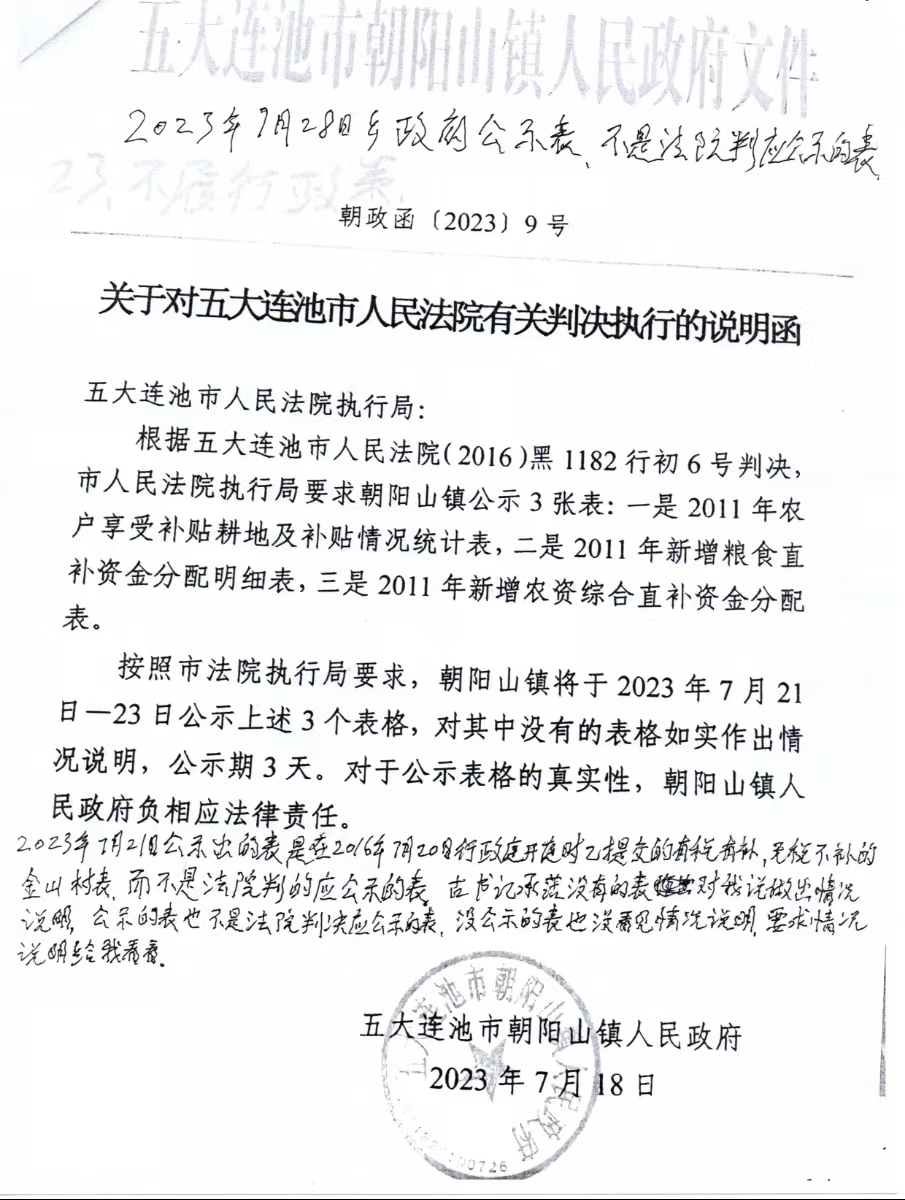 五大连池市朝阳山镇人民政府文件
2023年7月28日乡政府公示表、不是法院判应公示的表。
23、不履行政策、
朝政函〔2023〕9号
关于对五大连池市人民法院有关判决执行的说明函
五大连池市人民法院执行局：
根据五大连池市人民法院(2016)黑1182行初6号判决，
市人民法院执行局要求朝阳山镇公示3张表：一是2011年农
户享受补贴耕地及补贴情况统计表，二是2011年新增粮食直
补资金分配明细表，三是2011年新增农资综合直补资金分配
表。
按照市法院执行局要求，朝阳山镇将于2023年7月21
日—23日公示上述3个表格，对其中没有的表格如实作出情
况说明，公示期3天。对于公示表格的真实性，朝阳山镇人
民政府负相应法律责任。
2023年7月21日公示出的表是在2016年7月20日行政庭开庭时乙提交的有税有补，无税不补的
金山村表，而不是法院判的应公示的表。古书记承诺没有的表对我说做出情况
说明，公示的表也不是法院判决应公示的表，没公示的表也没看见情况说明，要求情况
说明给我看看。
五大连池市朝阳山镇人民政府
2023年7月18日
五大连池市朝阳山镇人民政府
100726